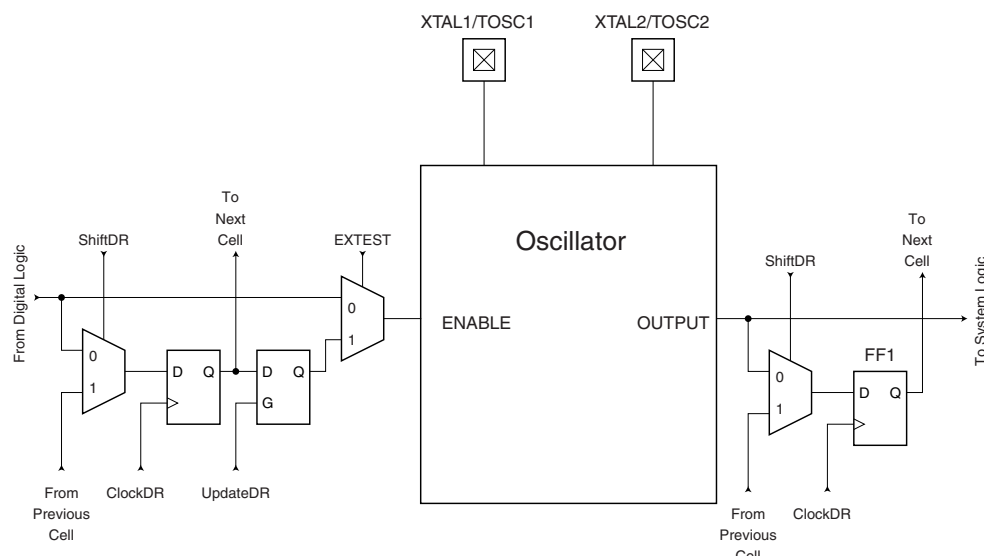 XTAL1/TOSC1
XTAL2/TOSC2
To
Next
Cell
ShiftDR
EXTEST
From Digital Logic
0
1
0
1
D Q
D Q
G
From
Previous
Cell
ClockDR
UpdateDR
Oscillator
ENABLE
OUTPUT
To
Next
Cell
ShiftDR
To System Logic
FF1
0
1
D Q
From
Previous
Cell
ClockDR